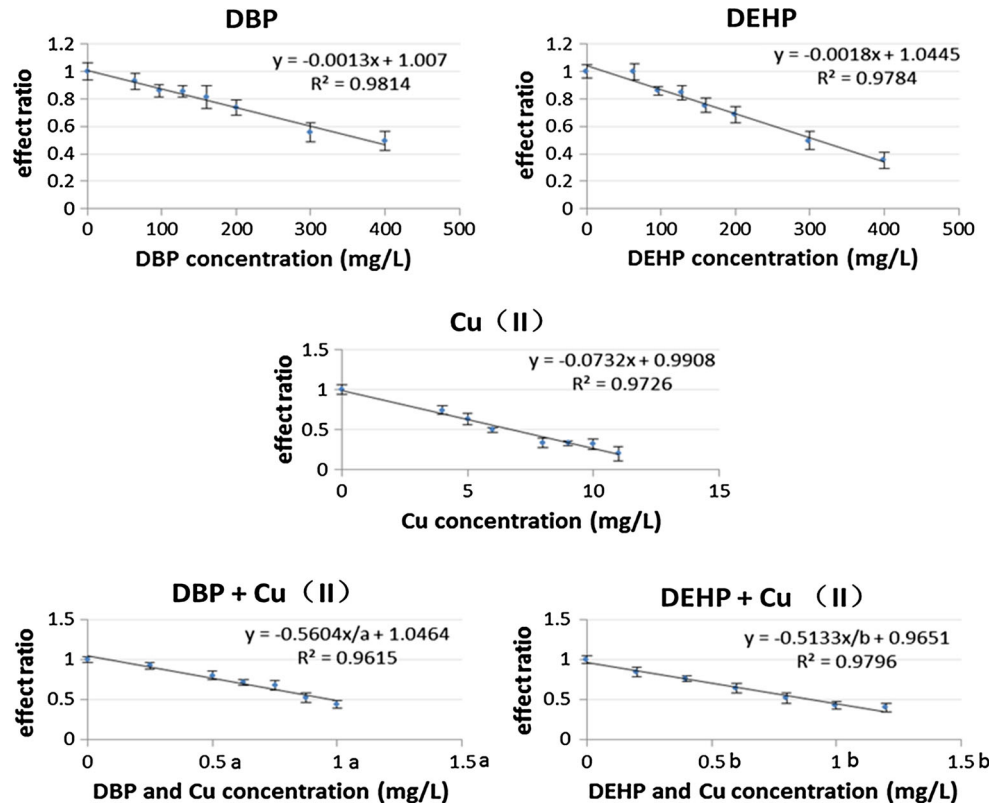 DBP
y = -0.0013x + 1.007
R² = 0.9814
effect ratio
1.2
1
0.8
0.6
0.4
0.2
0
0 100 200 300 400 500
DBP concentration (mg/L)
DEHP
y = -0.0018x + 1.0445
R² = 0.9784
effect ratio
1.2
1
0.8
0.6
0.4
0.2
0
0 100 200 300 400 500
DEHP concentration (mg/L)
Cu（II）
y = -0.0732x + 0.9908
R² = 0.9726
effect ratio
1.5
1
0.5
0
0 5 10 15
Cu concentration (mg/L)
DBP + Cu（II）
y = -0.5604x/a + 1.0464
R² = 0.9615
effect ratio
1.5
1
0.5
0
0 0.5 a 1 a 1.5 a
DBP and Cu concentration (mg/L)
DEHP + Cu （II）
y = -0.5133x/b + 0.9651
R² = 0.9796
effect ratio
1.5
1
0.5
0
0 0.5 b 1 b 1.5 b
DEHP and Cu concentration (mg/L)